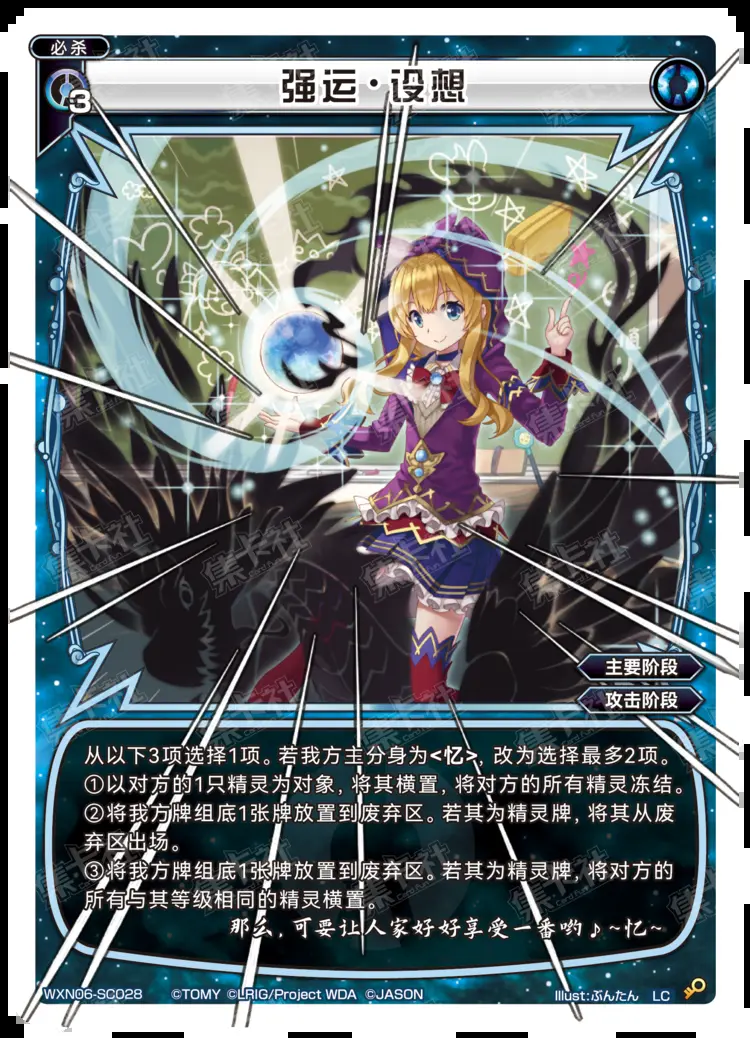 必杀
3
强运·设想
主要阶段
攻击阶段
从以下3项选择1项。若我方主分身为<忆>，改为选择最多2项。
①以对方的1只精灵为对象，将其横置，将对方的所有精灵冻结。
②将我方牌组底1张牌放置到废弃区。若其为精灵牌，将其从废
弃区出场。
③将我方牌组底1张牌放置到废弃区。若其为精灵牌，将对方的
所有与其等级相同的精灵横置。
那么，可要让人家好好享受一番哟♪~忆~
WXN06-SC028 ©TOMY ©LRIG/Project WDA ©JASON Illust:ぶんたん LC
集卡社